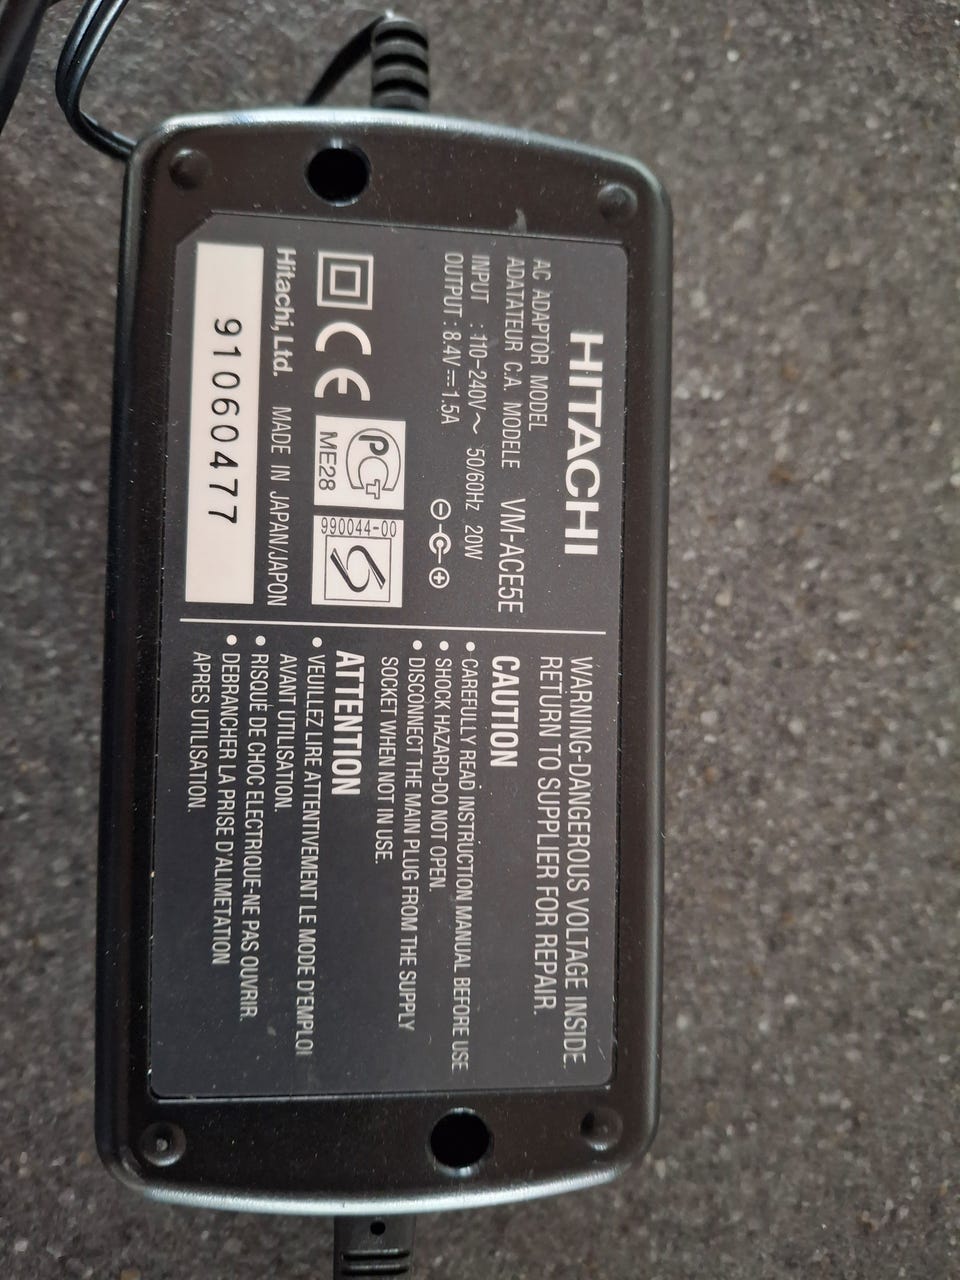 HITACHI
AC ADAPTOR MODEL
ADATATEUR C.A. MODELE VM-ACE5E
INPUT : 110-240V~ 50/60Hz 20W
OUTPUT : 8.4V⎓1.5A
CE
PCT
ME28
990044-00
S
Hitachi, Ltd. MADE IN JAPAN/JAPON
91060477
WARNING-DANGEROUS VOLTAGE INSIDE
RETURN TO SUPPLIER FOR REPAIR.
CAUTION
• CAREFULLY READ INSTRUCTION MANUAL BEFORE USE
• SHOCK HAZARD-DO NOT OPEN.
• DISCONNECT THE MAIN PLUG FROM THE SUPPLY
SOCKET WHEN NOT IN USE.
ATTENTION
• VEUILLEZ LIRE ATTENTIVEMENT LE MODE D'EMPLOI
AVANT UTILISATION.
• RISQUE DE CHOC ELECTRIQUE-NE PAS OUVRIR.
• DEBRANCHER LA PRISE D'ALIMETATION
APRES UTILISATION.